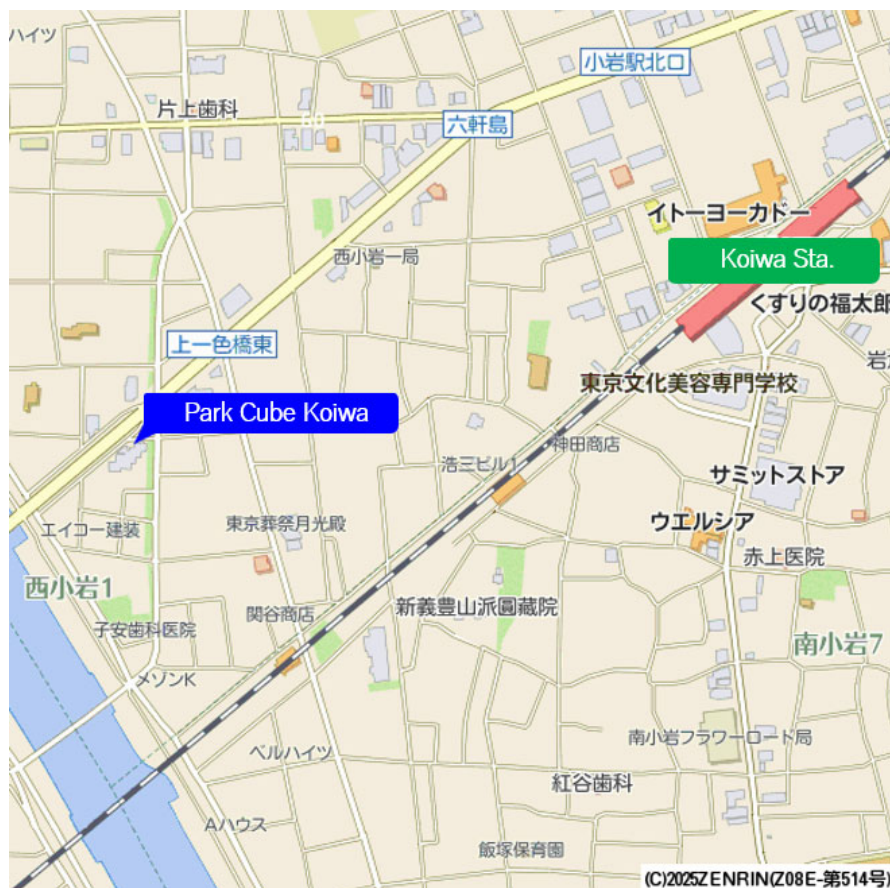 ハイツ
小岩駅北口
片上歯科
60
六軒島
イトーヨーカドー
西小岩一局
Koiwa Sta.
くすりの福太郎
上一色橋東
岩
東京文化美容専門学校
Park Cube Koiwa
神田商店
浩三ビル1
サミットストア
エイコー建装
東京葬祭月光殿
ウエルシア
赤上医院
西小岩1
関谷商店
新義豊山派圓蔵院
子安歯科医院
南小岩7
メゾンK
南小岩フラワーロード局
ベルハイツ
紅谷歯科
Aハウス
飯塚保育園
(C)2025ZENRIN(Z08E-第514号)